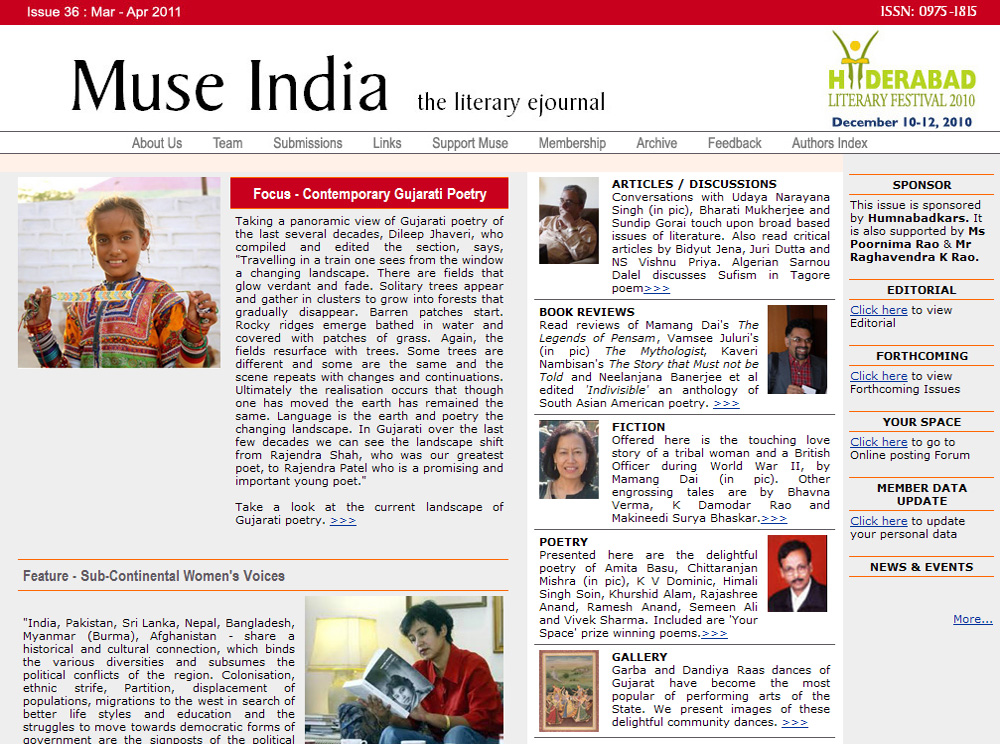 Issue 36 : Mar - Apr 2011
ISSN: 0975-1815
Muse India
the literary ejournal
HYDERABAD
LITERARY FESTIVAL 2010
December 10-12, 2010
About Us Team Submissions Links Support Muse Membership Archive Feedback Authors Index
Focus - Contemporary Gujarati Poetry
Taking a panoramic view of Gujarati poetry of
the last several decades, Dileep Jhaveri, who
compiled and edited the section, says,
"Travelling in a train one sees from the window
a changing landscape. There are fields that
glow verdant and fade. Solitary trees appear
and gather in clusters to grow into forests that
gradually disappear. Barren patches start.
Rocky ridges emerge bathed in water and
covered with patches of grass. Again, the
fields resurface with trees. Some trees are
different and some are the same and the
scene repeats with changes and continuations.
Ultimately the realisation occurs that though
one has moved the earth has remained the
same. Language is the earth and poetry the
changing landscape. In Gujarati over the last
few decades we can see the landscape shift
from Rajendra Shah, who was our greatest
poet, to Rajendra Patel who is a promising and
important young poet."
Take a look at the current landscape of
Gujarati poetry. >>>
Feature - Sub-Continental Women's Voices
"India, Pakistan, Sri Lanka, Nepal, Bangladesh,
Myanmar (Burma), Afghanistan - share a
historical and cultural connection, which binds
the various diversities and subsumes the
political conflicts of the region. Colonisation,
ethnic strife, Partition, displacement of
populations, migrations to the west in search of
better life styles and education and the
struggles to move towards democratic forms of
government are the signposts of the political
ARTICLES / DISCUSSIONS
Conversations with Udaya Narayana
Singh (in pic), Bharati Mukherjee and
Sundip Gorai touch upon broad based
issues of literature. Also read critical
articles by Bidyut Jena, Juri Dutta and
NS Vishnu Priya. Algerian Sarnou
Dalel discusses Sufism in Tagore
poem>>>
BOOK REVIEWS
Read reviews of Mamang Dai's The
Legends of Pensam, Vamsee Juluri's
(in pic) The Mythologist, Kaveri
Nambisan's The Story that Must not be
Told and Neelanjana Banerjee et al
edited 'Indivisible' an anthology of
South Asian American poetry. >>>
FICTION
Offered here is the touching love
story of a tribal woman and a British
Officer during World War II, by
Mamang Dai (in pic). Other
engrossing tales are by Bhavna
Verma, K Damodar Rao and
Makineedi Surya Bhaskar.>>>
POETRY
Presented here are the delightful
poetry of Amita Basu, Chittaranjan
Mishra (in pic), K V Dominic, Himali
Singh Soin, Khurshid Alam, Rajashree
Anand, Ramesh Anand, Semeen Ali
and Vivek Sharma. Included are 'Your
Space' prize winning poems.>>>
GALLERY
Garba and Dandiya Raas dances of
Gujarat have become the most
popular of performing arts of the
State. We present images of these
delightful community dances. >>>
SPONSOR
This issue is sponsored
by Humnabadkars. It
is also supported by Ms
Poornima Rao & Mr
Raghavendra K Rao.
EDITORIAL
Click here to view
Editorial
FORTHCOMING
Click here to view
Forthcoming Issues
YOUR SPACE
Click here to go to
Online posting Forum
MEMBER DATA
UPDATE
Click here to update
your personal data
NEWS & EVENTS
More...